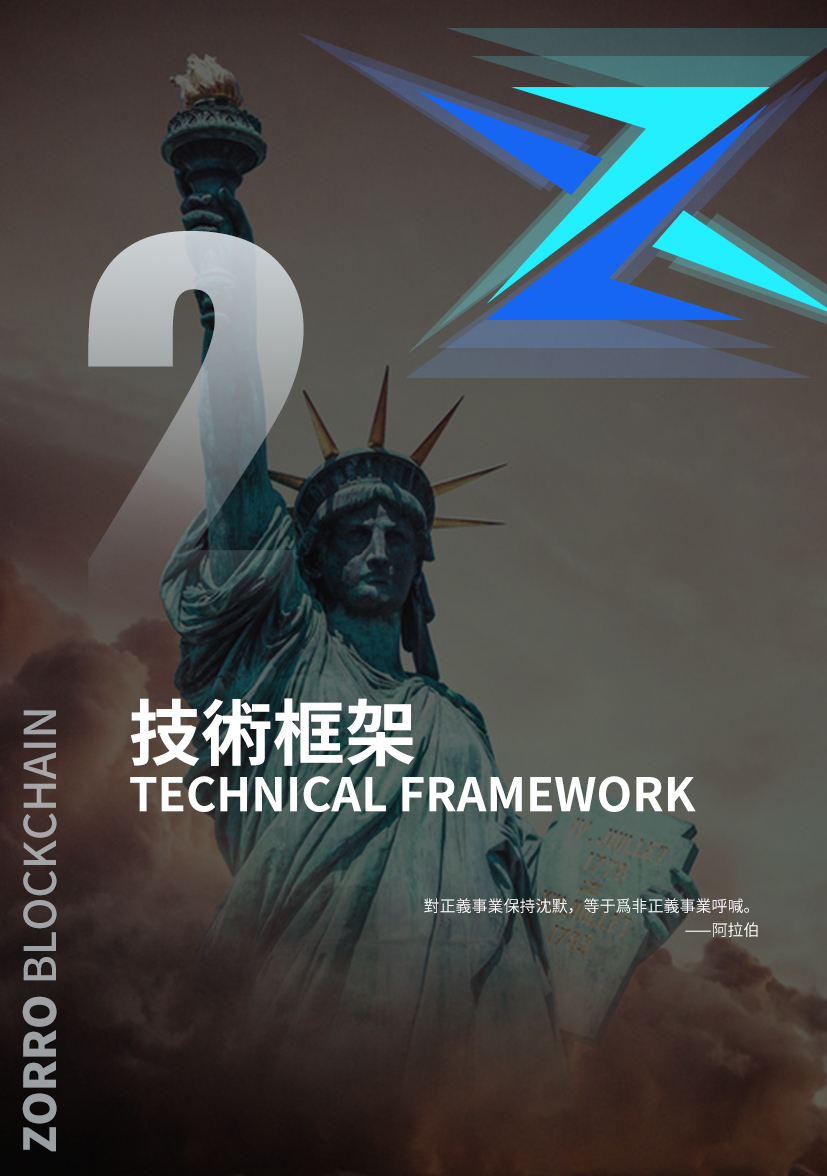 2
技術框架
TECHNICAL FRAMEWORK
對正義事業保持沈默，等于爲非正義事業呼喊。
——阿拉伯
ZORRO BLOCKCHAIN